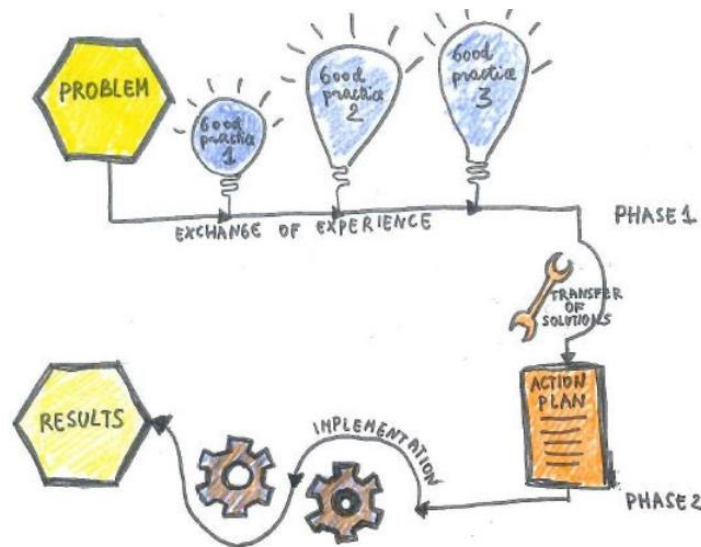 PROBLEM
Good
practice
1
Good
practice
2
Good
practice
3
EXCHANGE OF EXPERIENCE
PHASE 1
TRANSFER
OF
SOLUTIONS
ACTION
PLAN
RESULTS
IMPLEMENTATION
PHASE 2